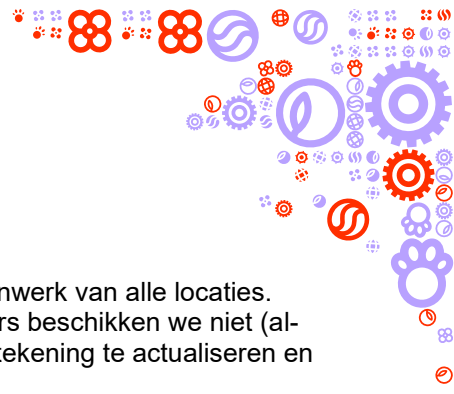 nwerk van alle locaties.
rs beschikken we niet (al-
tekening te actualiseren en